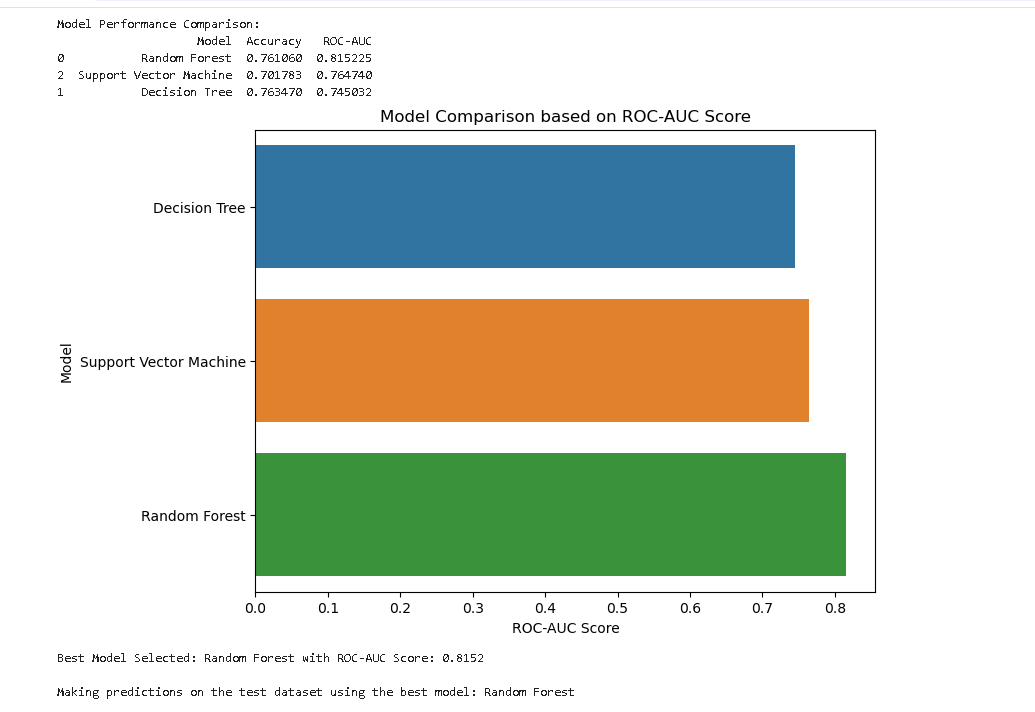 Model Performance Comparison:
Model Accuracy ROC-AUC
0 Random Forest 0.761060 0.815225
2 Support Vector Machine 0.701783 0.764740
1 Decision Tree 0.763470 0.745032
Model Comparison based on ROC-AUC Score
Decision Tree
Support Vector Machine
Random Forest
Model
0.0 0.1 0.2 0.3 0.4 0.5 0.6 0.7 0.8
ROC-AUC Score
Best Model Selected: Random Forest with ROC-AUC Score: 0.8152
Making predictions on the test dataset using the best model: Random Forest